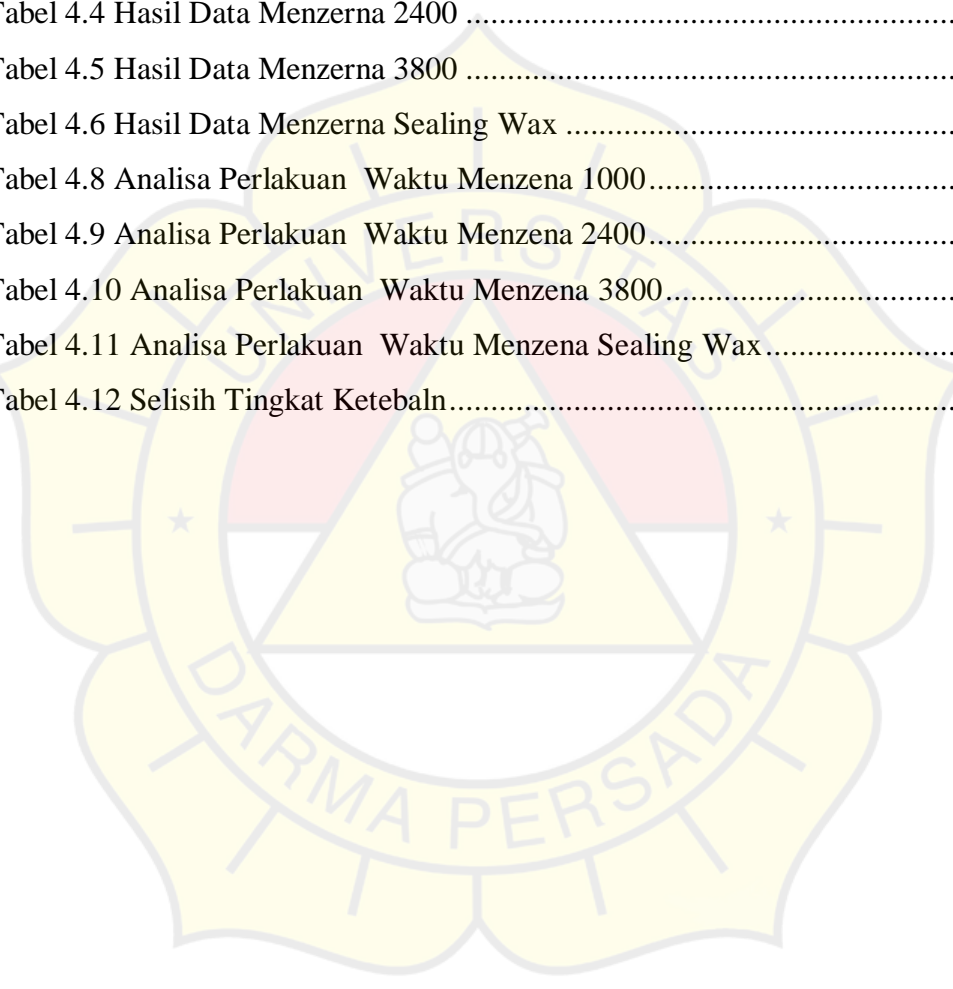 Tabel 4.4 Hasil Data Menzerna 2400 ..........................................................
Tabel 4.5 Hasil Data Menzerna 3800 ..........................................................
Tabel 4.6 Hasil Data Menzerna Sealing Wax ..............................................
Tabel 4.8 Analisa Perlakuan  Waktu Menzena 1000....................................
Tabel 4.9 Analisa Perlakuan  Waktu Menzena 2400....................................
Tabel 4.10 Analisa Perlakuan  Waktu Menzena 3800..................................
Tabel 4.11 Analisa Perlakuan  Waktu Menzena Sealing Wax......................
Tabel 4.12 Selisih Tingkat Ketebaln............................................................
UNIVERSITAS
DARMA PERSADA